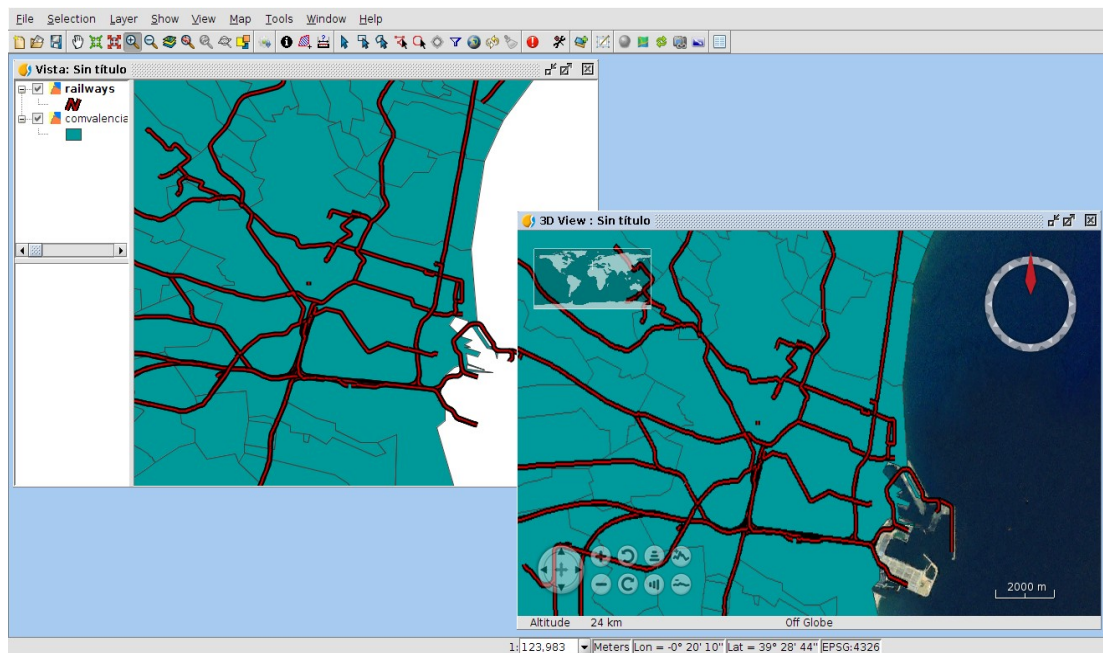 File Selection Layer Show View Map Tools Window Help
Vista: Sin título
railways
comvalencia
3D View : Sin título
2000 m
Altitude 24 km Off Globe
1: 123,983 Meters Lon = -0° 20' 10" Lat = 39° 28' 44" EPSG:4326